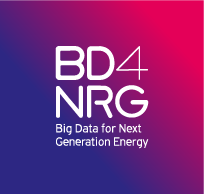 BD4
NRG
Big Data for Next
Generation Energy